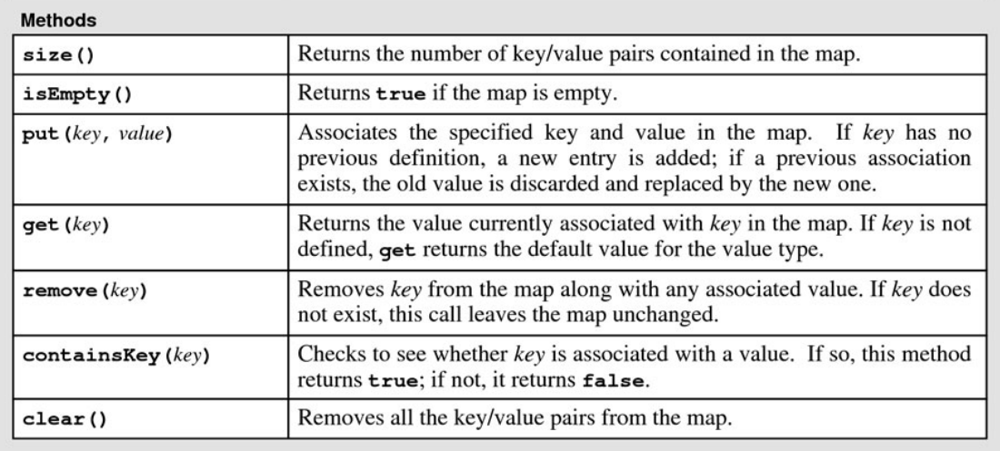 Methods
size()
Returns the number of key/value pairs contained in the map.
isEmpty()
Returns true if the map is empty.
put(key, value)
Associates the specified key and value in the map. If key has no
previous definition, a new entry is added; if a previous association
exists, the old value is discarded and replaced by the new one.
get(key)
Returns the value currently associated with key in the map. If key is not
defined, get returns the default value for the value type.
remove(key)
Removes key from the map along with any associated value. If key does
not exist, this call leaves the map unchanged.
containsKey(key)
Checks to see whether key is associated with a value. If so, this method
returns true; if not, it returns false.
clear()
Removes all the key/value pairs from the map.